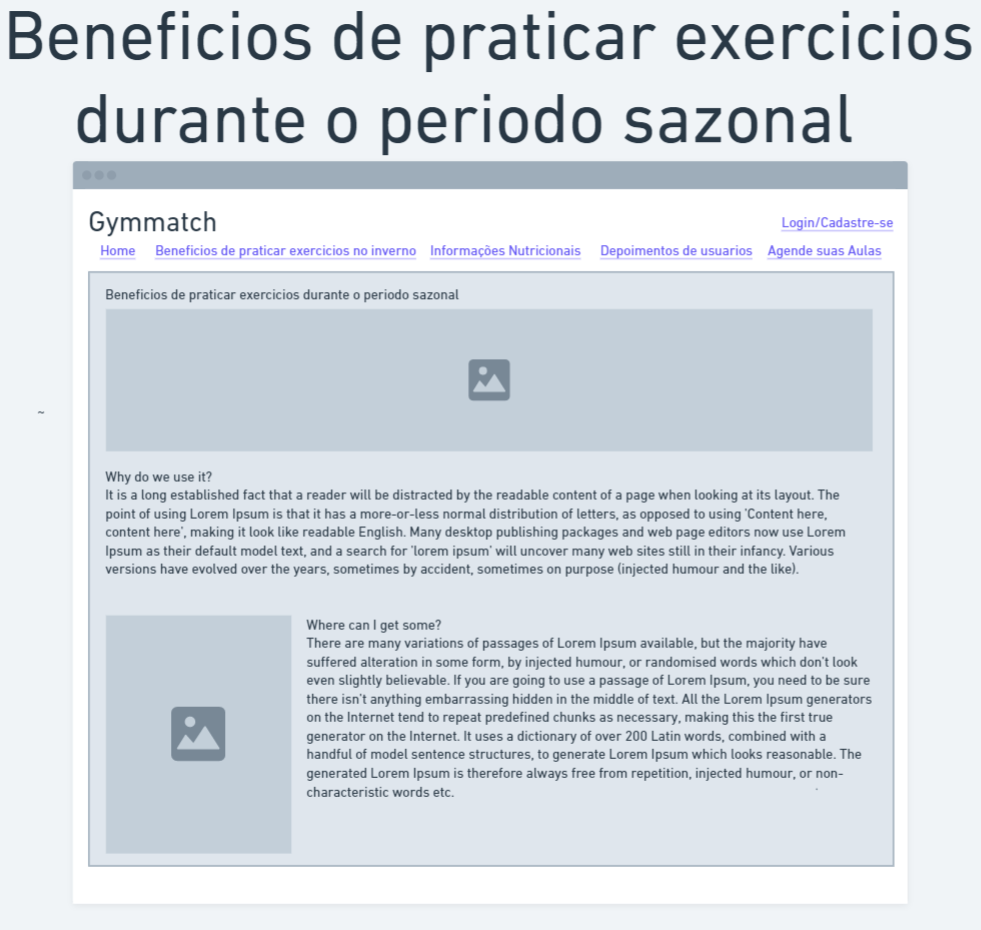 Beneficios de praticar exercicios
durante o periodo sazonal
Gymmatch
Login/Cadastre-se
Home Beneficios de praticar exercicios no inverno Informações Nutricionais Depoimentos de usuarios Agende suas Aulas
Beneficios de praticar exercicios durante o periodo sazonal
~
Why do we use it?
It is a long established fact that a reader will be distracted by the readable content of a page when looking at its layout. The
point of using Lorem Ipsum is that it has a more-or-less normal distribution of letters, as opposed to using 'Content here,
content here', making it look like readable English. Many desktop publishing packages and web page editors now use Lorem
Ipsum as their default model text, and a search for 'lorem ipsum' will uncover many web sites still in their infancy. Various
versions have evolved over the years, sometimes by accident, sometimes on purpose (injected humour and the like).
Where can I get some?
There are many variations of passages of Lorem Ipsum available, but the majority have
suffered alteration in some form, by injected humour, or randomised words which don't look
even slightly believable. If you are going to use a passage of Lorem Ipsum, you need to be sure
there isn't anything embarrassing hidden in the middle of text. All the Lorem Ipsum generators
on the Internet tend to repeat predefined chunks as necessary, making this the first true
generator on the Internet. It uses a dictionary of over 200 Latin words, combined with a
handful of model sentence structures, to generate Lorem Ipsum which looks reasonable. The
generated Lorem Ipsum is therefore always free from repetition, injected humour, or non-
characteristic words etc.